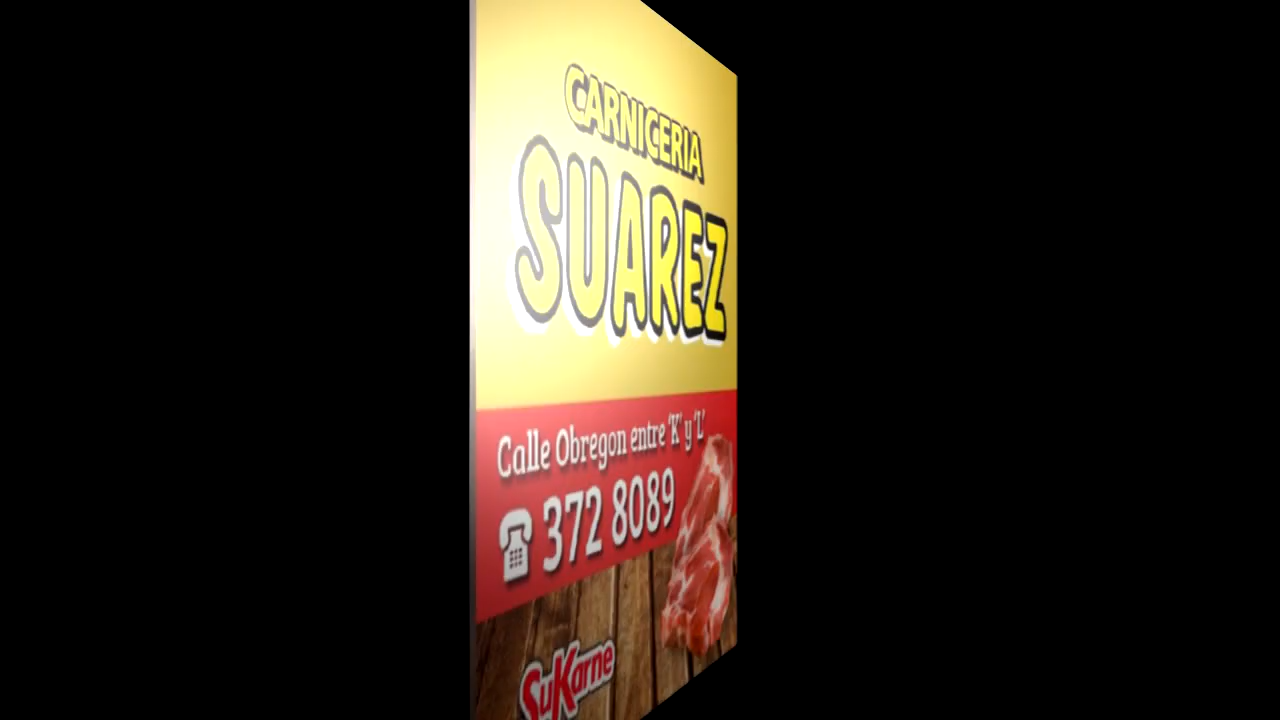 CARNICERIA
SUAREZ
Calle Obregon entre 'K' y 'L'
372 8089
SuKarne